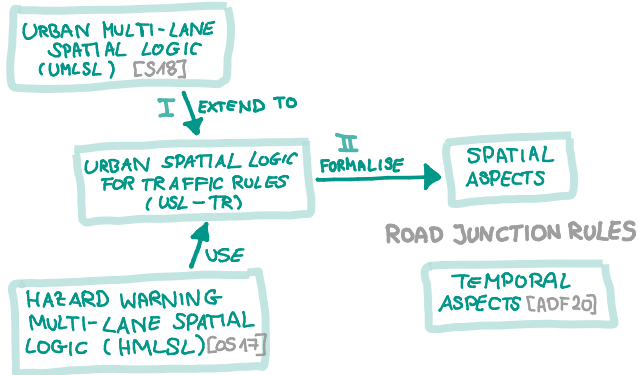 URBAN MULTI-LANE
SPATIAL LOGIC
(UMLSL) [S18]
I EXTEND TO
URBAN SPATIAL LOGIC
FOR TRAFFIC RULES
(USL-TR)
II
FORMALISE
SPATIAL
ASPECTS
ROAD JUNCTION RULES
USE
HAZARD WARNING
MULTI-LANE SPATIAL
LOGIC (HMLSL) [OS17]
TEMPORAL
ASPECTS [ADF20]